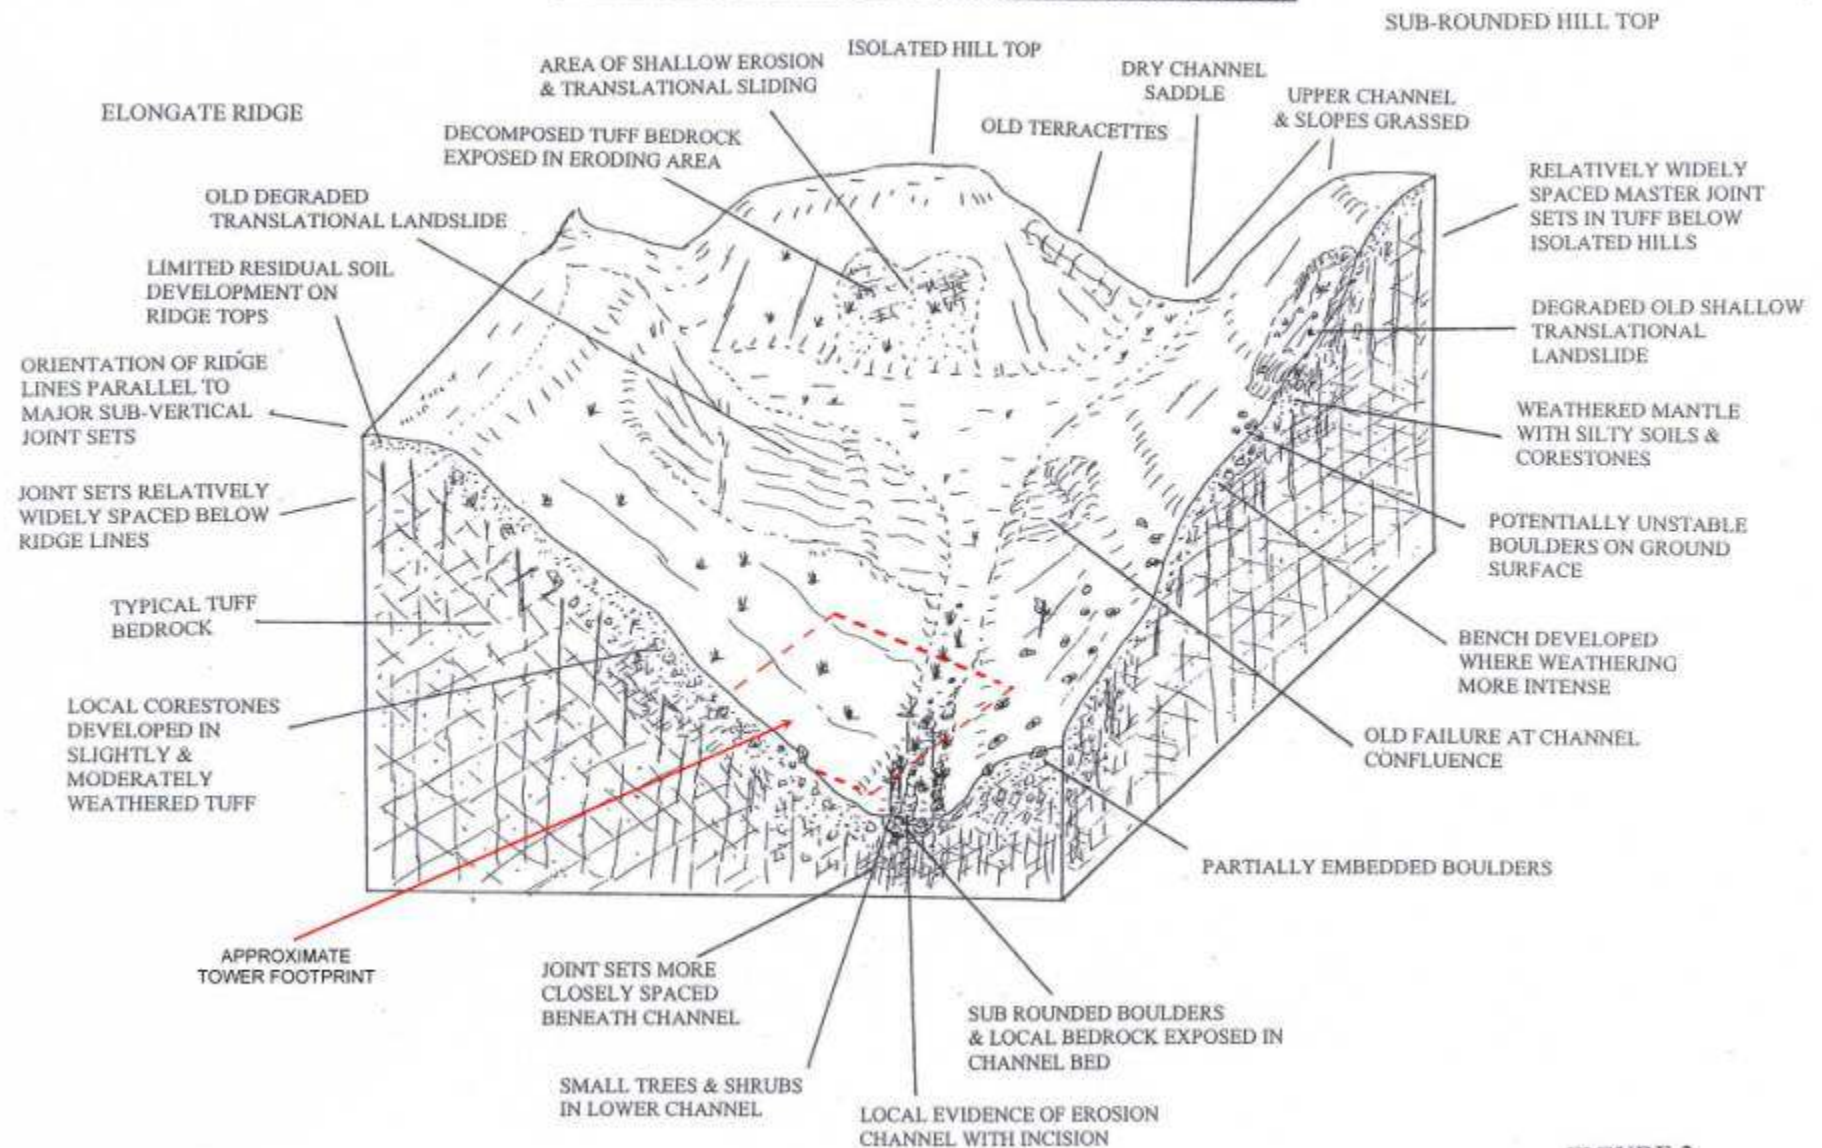 SUB-ROUNDED HILL TOP
ISOLATED HILL TOP
AREA OF SHALLOW EROSION
& TRANSLATIONAL SLIDING
DRY CHANNEL
SADDLE
UPPER CHANNEL
& SLOPES GRASSED
ELONGATE RIDGE
OLD TERRACETTES
DECOMPOSED TUFF BEDROCK
EXPOSED IN ERODING AREA
RELATIVELY WIDELY
SPACED MASTER JOINT
SETS IN TUFF BELOW
ISOLATED HILLS
OLD DEGRADED
TRANSLATIONAL LANDSLIDE
LIMITED RESIDUAL SOIL
DEVELOPMENT ON
RIDGE TOPS
DEGRADED OLD SHALLOW
TRANSLATIONAL
LANDSLIDE
ORIENTATION OF RIDGE
LINES PARALLEL TO
MAJOR SUB-VERTICAL
JOINT SETS
WEATHERED MANTLE
WITH SILTY SOILS &
CORESTONES
JOINT SETS RELATIVELY
WIDELY SPACED BELOW
RIDGE LINES
POTENTIALLY UNSTABLE
BOULDERS ON GROUND
SURFACE
TYPICAL TUFF
BEDROCK
BENCH DEVELOPED
WHERE WEATHERING
MORE INTENSE
LOCAL CORESTONES
DEVELOPED IN
SLIGHTLY &
MODERATELY
WEATHERED TUFF
OLD FAILURE AT CHANNEL
CONFLUENCE
PARTIALLY EMBEDDED BOULDERS
APPROXIMATE
TOWER FOOTPRINT
JOINT SETS MORE
CLOSELY SPACED
BENEATH CHANNEL
SUB ROUNDED BOULDERS
& LOCAL BEDROCK EXPOSED IN
CHANNEL BED
SMALL TREES & SHRUBS
IN LOWER CHANNEL
LOCAL EVIDENCE OF EROSION
CHANNEL WITH INCISION